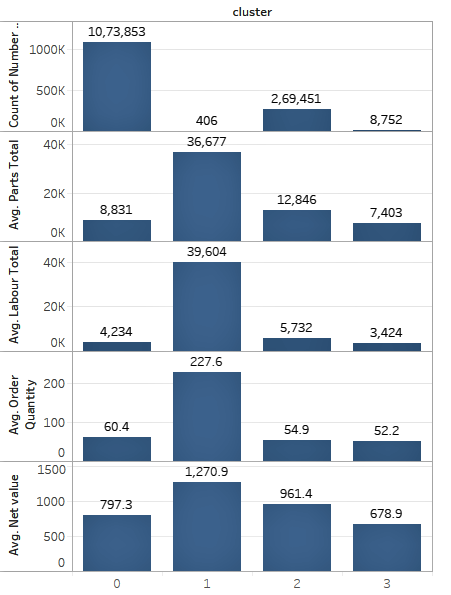 cluster
Count of Number ..
1000K
500K
0K
10,73,853
406
2,69,451
8,752
Avg. Parts Total
40K
20K
0K
8,831
36,677
12,846
7,403
Avg. Labour Total
40K
20K
0K
4,234
39,604
5,732
3,424
Avg. Order
Quantity
200
100
0
60.4
227.6
54.9
52.2
Avg. Net value
1500
1000
500
0
797.3
1,270.9
961.4
678.9
0
1
2
3